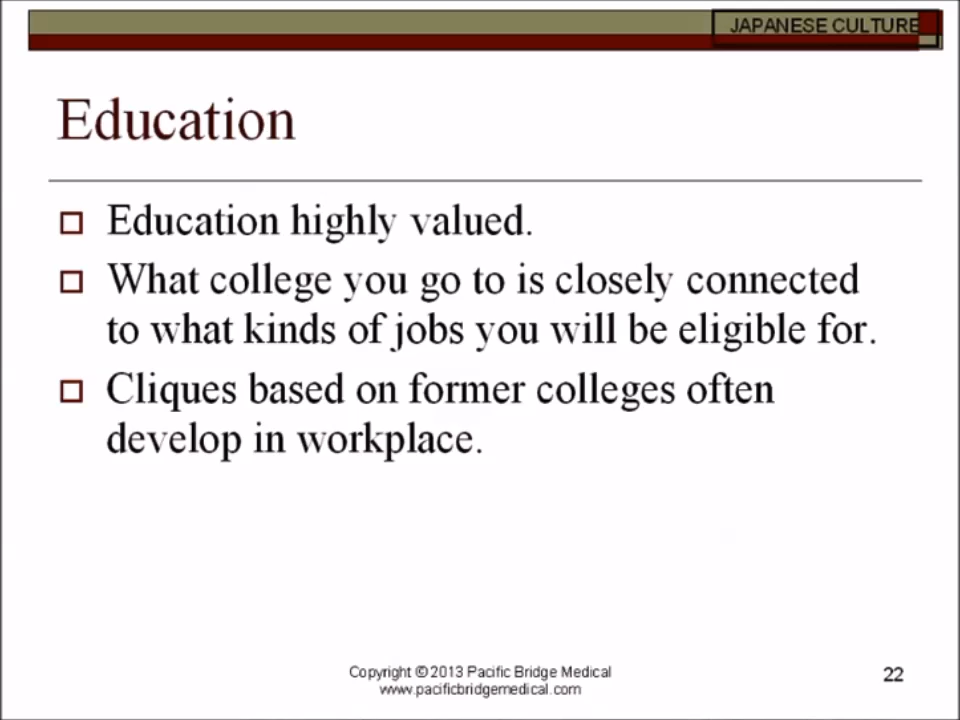 JAPANESE CULTURE
Education
Education highly valued.
What college you go to is closely connected
to what kinds of jobs you will be eligible for.
Cliques based on former colleges often
develop in workplace.
Copyright © 2013 Pacific Bridge Medical
www.pacificbridgemedical.com
22